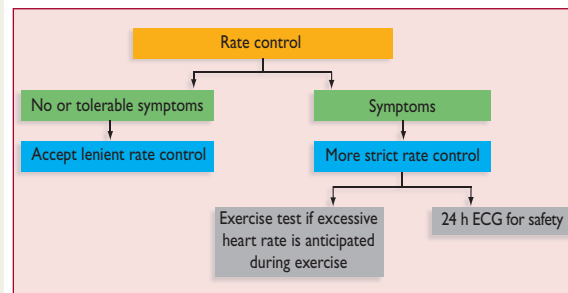 Rate control
No or tolerable symptoms
Symptoms
Accept lenient rate control
More strict rate control
Exercise test if excessive
heart rate is anticipated
during exercise
24 h ECG for safety